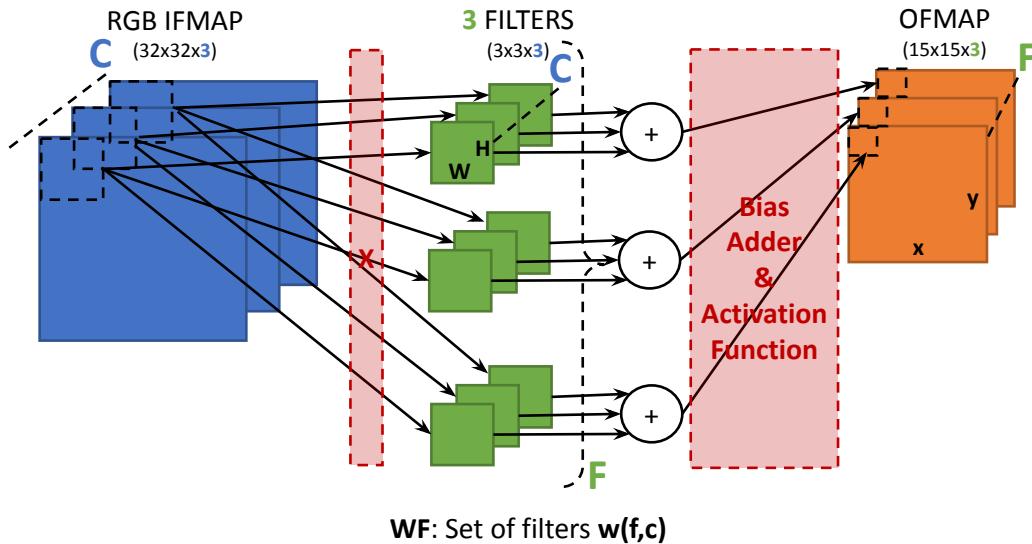 RGB IFMAP
(32x32x3)
C
3 FILTERS
(3x3x3)
C
OFMAP
(15x15x3)
F
H
W
+
X
+
+
Bias
Adder
&
Activation
Function
y
x
F
WF: Set of filters w(f,c)